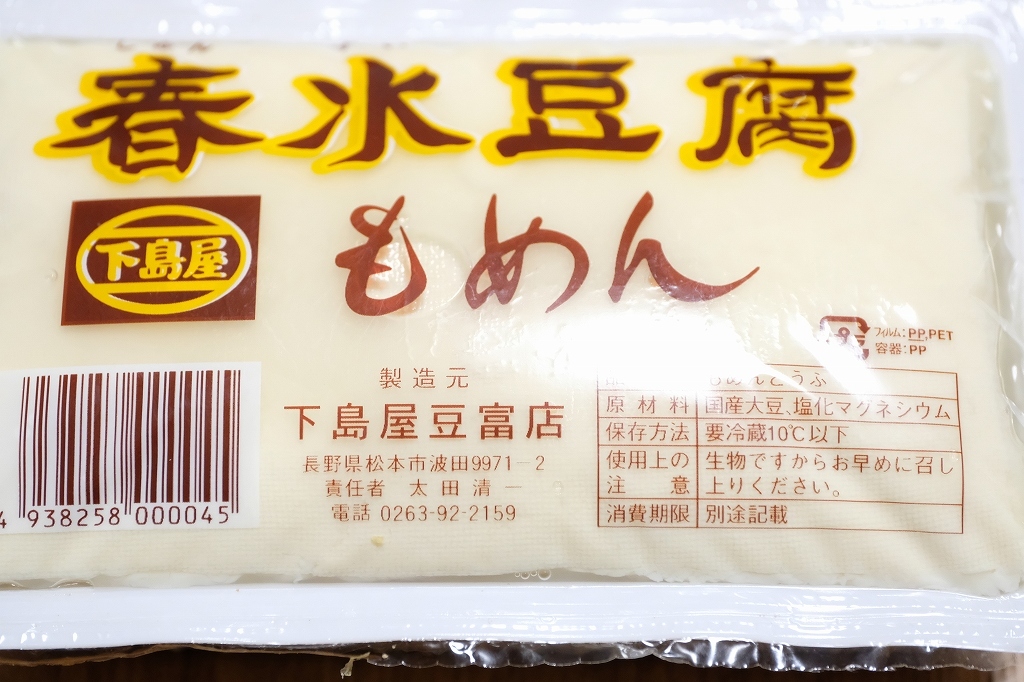 春水豆腐
下島屋
もめん
フィルム:PP,PET
容器:PP
製造元
下島屋豆富店
長野県松本市波田9971-2
責任者 太田清一
電話 0263-92-2159
もめんとうふ
原材料 国産大豆、塩化マグネシウム
保存方法 要冷蔵10℃以下
使用上の注意 生物ですからお早めに召し
上りください。
消費期限 別途記載
4 938258 000045